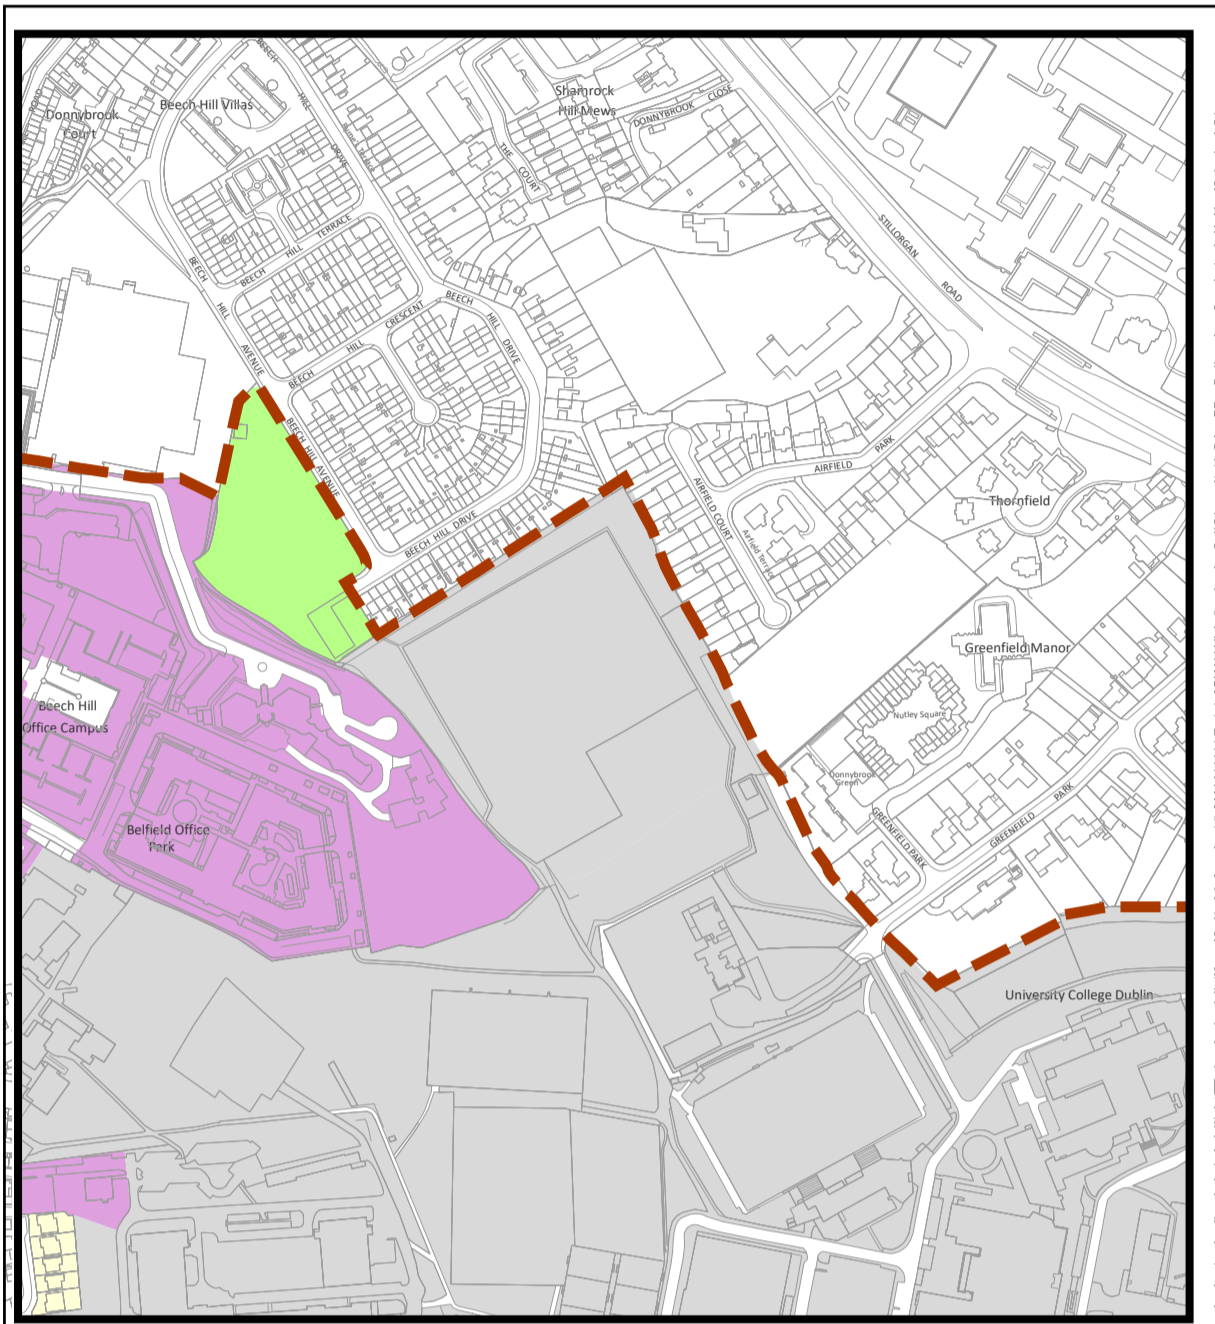 BEECH
HILL
DRIVE
Donnybrook
Court
ROAD
Beech Hill Villas
Shamrock
Hill Mews
DONNYBROOK CLOSE
THE
COURT
STILLORGAN
ROAD
BEECH HILL TERRACE
BEECH
HILL
AVENUE
BEECH HILL CRESCENT
BEECH
HILL
DRIVE
BEECH HILL AVENUE
BEECH HILL DRIVE
AIRFIELD PARK
AIRFIELD COURT
Airfield Terrace
Thornfield
Greenfield Manor
Nutley Square
Donnybrook
Green
GREENFIELD PARK
GREENFIELD PARK
Beech Hill
Office Campus
Belfield Office
Park
University College Dublin